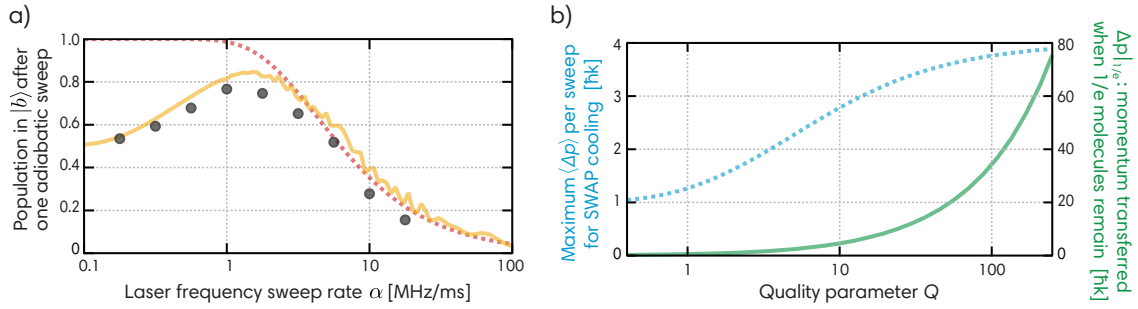 a)
Population in |b⟩ after
one adiabatic sweep
1.0
0.8
0.6
0.4
0.2
0
0.1
1
10
100
Laser frequency sweep rate α [MHz/ms]
b)
Maximum ⟨Δp⟩ per sweep
for SWAP cooling [ħk]
4
3
2
1
0
1
10
100
Quality parameter Q
80
60
40
20
0
Δp|1/e : momentum transferred
when 1/e molecules remain [ħk]